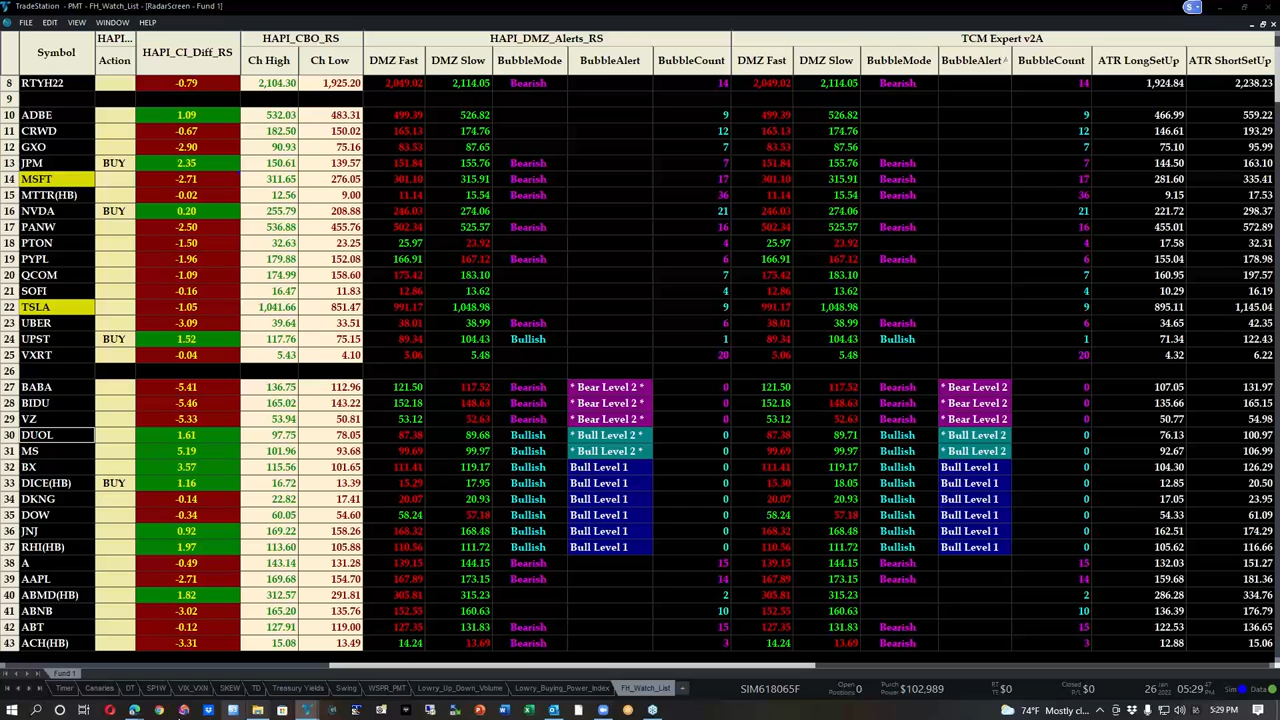 TradeStation - PMT - FH_Watch_List - [RadarScreen - Fund 1]
FILE EDIT VIEW WINDOW HELP
Symbol HAPI... HAPI_CI_Diff_RS HAPI_CBO_RS HAPI_DMZ_Alerts_RS TCM Expert v2A
Action Ch High Ch Low DMZ Fast DMZ Slow BubbleMode BubbleAlert BubbleCount DMZ Fast DMZ Slow BubbleMode BubbleAlert BubbleCount ATR LongSetUp ATR ShortSetUp
8 RTYH22 -0.79 2,104.30 1,925.20 2,049.02 2,114.05 Bearish 14 2,049.02 2,114.05 Bearish 14 1,924.84 2,238.23
9
10 ADBE 1.09 532.03 483.31 499.39 526.82 9 499.39 526.82 9 466.99 559.22
11 CRWD -0.67 182.50 150.02 165.13 174.76 12 165.13 174.76 12 146.61 193.29
12 GXO -2.90 90.93 75.16 83.53 87.65 7 83.53 87.56 7 75.10 95.99
13 JPM BUY 2.35 150.61 139.57 151.84 155.76 Bearish 7 151.84 155.76 Bearish 7 144.50 163.10
14 MSFT -2.71 311.65 276.05 301.10 315.91 Bearish 17 301.10 315.91 Bearish 17 281.60 335.41
15 MTTR(HB) -0.02 12.56 9.00 11.14 15.54 Bearish 36 11.14 15.54 Bearish 36 9.15 17.53
16 NVDA BUY 0.20 255.79 208.88 246.03 274.06 21 246.03 274.06 21 221.72 298.37
17 PANW -2.50 536.88 455.76 502.34 525.57 Bearish 16 502.34 525.57 Bearish 16 455.01 572.89
18 PTON -1.50 32.63 23.25 25.97 23.92 4 25.97 23.92 4 17.58 32.31
19 PYPL -1.96 179.88 152.08 166.91 167.12 Bearish 6 166.91 167.12 Bearish 6 155.04 178.98
20 QCOM -1.09 174.99 158.60 175.42 183.10 7 175.42 183.10 7 160.95 197.57
21 SOFI -0.16 16.47 11.83 12.86 13.62 4 12.86 13.62 4 10.29 16.19
22 TSLA -1.05 1,041.66 851.47 991.17 1,048.98 9 991.17 1,048.98 9 895.11 1,145.04
23 UBER -3.09 39.64 33.51 38.01 38.99 Bearish 6 38.01 38.99 Bearish 6 34.65 42.35
24 UPST BUY 1.52 117.76 75.15 89.34 104.43 Bullish 1 89.34 104.43 Bullish 1 71.34 122.43
25 VXRT -0.04 5.43 4.10 5.06 5.48 20 5.06 5.48 20 4.32 6.22
26
27 BABA -5.41 136.75 112.96 121.50 117.52 Bearish * Bear Level 2 * 0 121.50 117.52 Bearish * Bear Level 2 0 107.05 131.97
28 BIDU -5.46 165.02 143.22 152.18 148.63 Bearish * Bear Level 2 * 0 152.18 148.63 Bearish * Bear Level 2 0 135.66 165.15
29 VZ -5.33 53.94 50.81 53.12 52.63 Bearish * Bear Level 2 * 0 53.12 52.63 Bearish * Bear Level 2 0 50.77 54.98
30 DUOL 1.61 97.75 78.05 87.38 89.68 Bullish * Bull Level 2 * 0 87.38 89.71 Bullish * Bull Level 2 0 76.13 100.97
31 MS 5.19 101.96 93.68 99.69 99.97 Bullish * Bull Level 2 * 0 99.69 99.97 Bullish * Bull Level 2 0 92.67 106.99
32 BX 3.57 115.56 101.65 111.41 119.17 Bullish Bull Level 1 0 111.41 119.17 Bullish Bull Level 1 0 101.30 129.28
33 DICE(HB) BUY 1.16 16.72 13.39 15.29 17.95 Bullish Bull Level 1 0 15.30 18.05 Bullish Bull Level 1 0 12.85 20.50
34 DKNG -0.14 22.82 17.41 20.07 20.93 Bullish Bull Level 1 0 20.07 20.93 Bullish Bull Level 1 0 17.05 23.95
35 DOW -0.34 60.05 54.60 58.24 57.18 Bullish Bull Level 1 0 58.24 57.18 Bullish Bull Level 1 0 54.33 61.09
36 JNJ 0.92 169.22 158.26 168.32 168.48 Bullish Bull Level 1 0 168.32 168.48 Bullish Bull Level 1 0 162.51 174.29
37 RHI(HB) 1.97 113.60 105.88 110.56 111.72 Bullish Bull Level 1 0 110.56 111.72 Bullish Bull Level 1 0 105.62 116.66
38 A -0.49 143.14 131.28 139.15 144.15 Bearish 15 139.15 144.15 Bearish 15 132.03 151.27
39 AAPL -2.71 169.68 154.70 167.89 173.15 Bearish 14 167.89 173.15 Bearish 14 159.68 181.36
40 ABMD(HB) 1.82 312.57 291.81 305.81 315.23 2 305.81 315.23 2 286.28 334.76
41 ABNB -3.02 165.20 135.76 152.55 160.63 10 152.55 160.63 10 136.39 176.79
42 ABT -0.12 127.91 119.00 127.35 131.83 Bearish 15 127.35 131.83 Bearish 15 122.53 136.65
43 ACH(HB) -3.31 15.08 13.49 14.24 13.69 Bearish 3 14.24 13.69 Bearish 3 12.88 15.06
Fund 1
Timer Canaries DT SP1W VIX_VXN SKEW TD Treasury Yields Swing WSPR_PMT Lowry_Up_Down_Volume Lowry_Buying_Power_Index FH_Watch_List
SIM618065F Open Positions 0 Purch Power $102,989 RT TE $0 Closed R/L $0 26 Jan 2022 05:29 47 PM Sim Data
74°F Mostly c... 5:29 PM